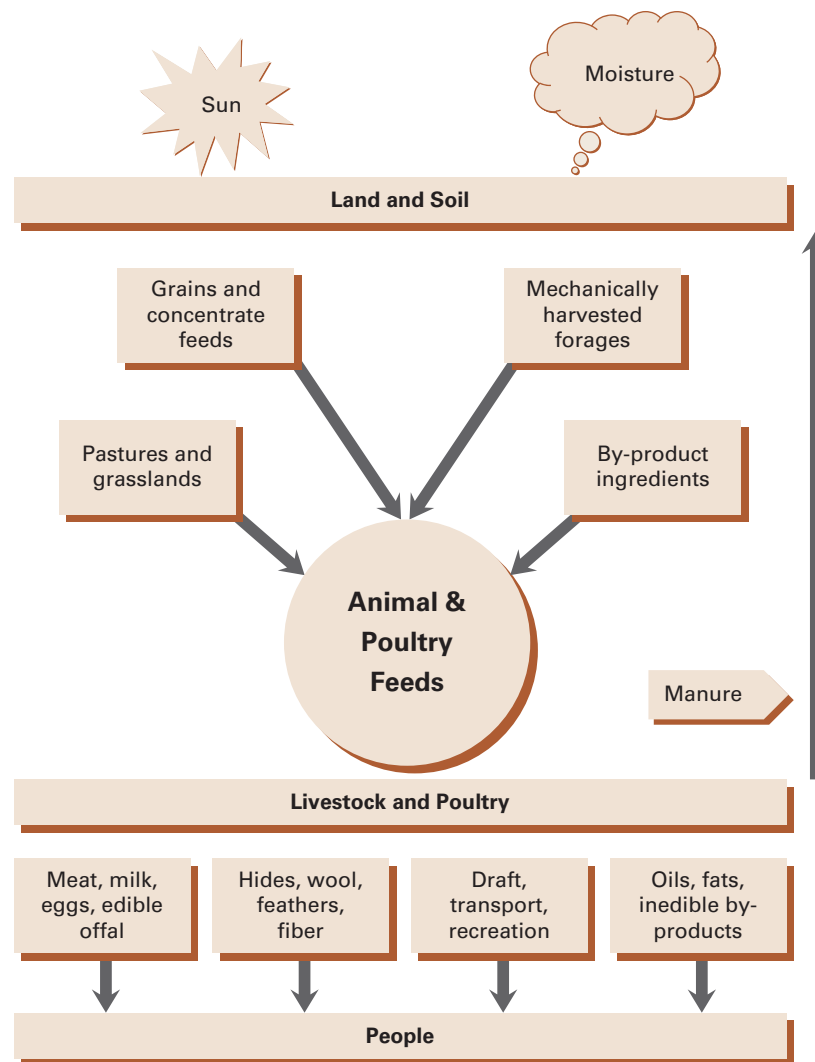 Sun
Moisture
Land and Soil
Grains and
concentrate
feeds
Mechanically
harvested
forages
Pastures and
grasslands
By-product
ingredients
Animal &
Poultry
Feeds
Manure
Livestock and Poultry
Meat, milk,
eggs, edible
offal
Hides, wool,
feathers,
fiber
Draft,
transport,
recreation
Oils, fats,
inedible by-
products
People